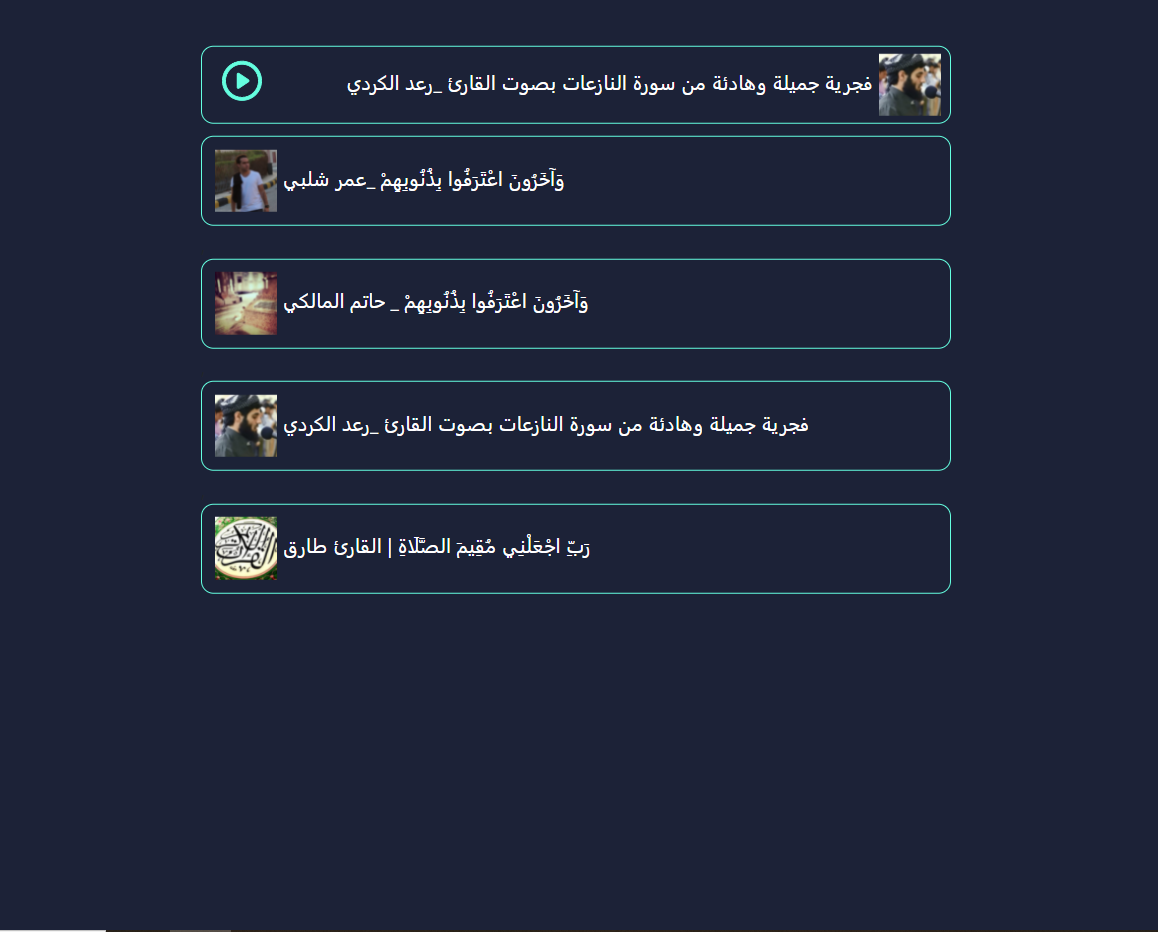 فجرية جميلة وهادئة من سورة النازعات بصوت القارئ _رعد الكردي
وَآخَرُونَ اعْتَرَفُوا بِذُنُوبِهِمْ _عمر شلبي
وَآخَرُونَ اعْتَرَفُوا بِذُنُوبِهِمْ _ حاتم المالكي
فجرية جميلة وهادئة من سورة النازعات بصوت القارئ _رعد الكردي
رَبِّ اجْعَلْنِي مُقِيمَ الصَّلَاةِ | القارئ طارق